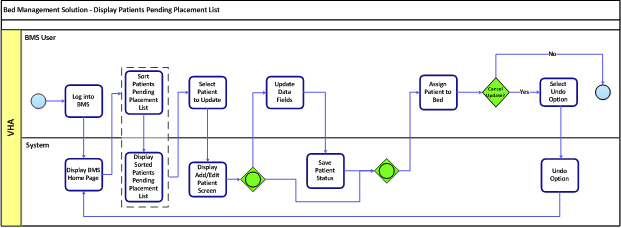 Bed Management Solution - Display Patients Pending Placement List
VHA
BMS User
Log into
BMS
Sort
Patients
Pending
Placement
List
Select
Patient
to Update
Update
Data
Fields
Assign
Patient to
Bed
Cancel
Update?
No
Yes
Select
Undo
Option
System
Display BMS
Home Page
Display
Sorted
Patients
Pending
Placement
List
Display
Add/Edit
Patient
Screen
Save
Patient
Status
Undo
Option